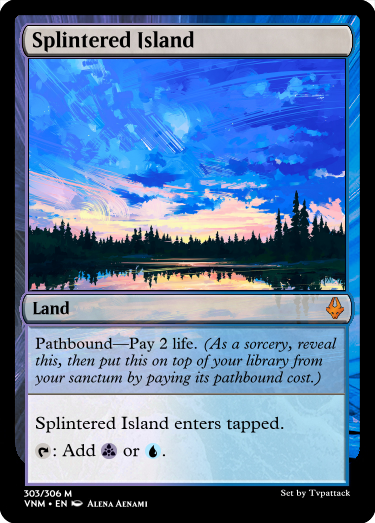 Splintered Island
Land
Pathbound—Pay 2 life. (As a sorcery, reveal
this, then put this on top of your library from
your sanctum by paying its pathbound cost.)
Splintered Island enters tapped.
: Add or .
303/306 M
VNM • EN Alena Aenami
Set by Tvpattack